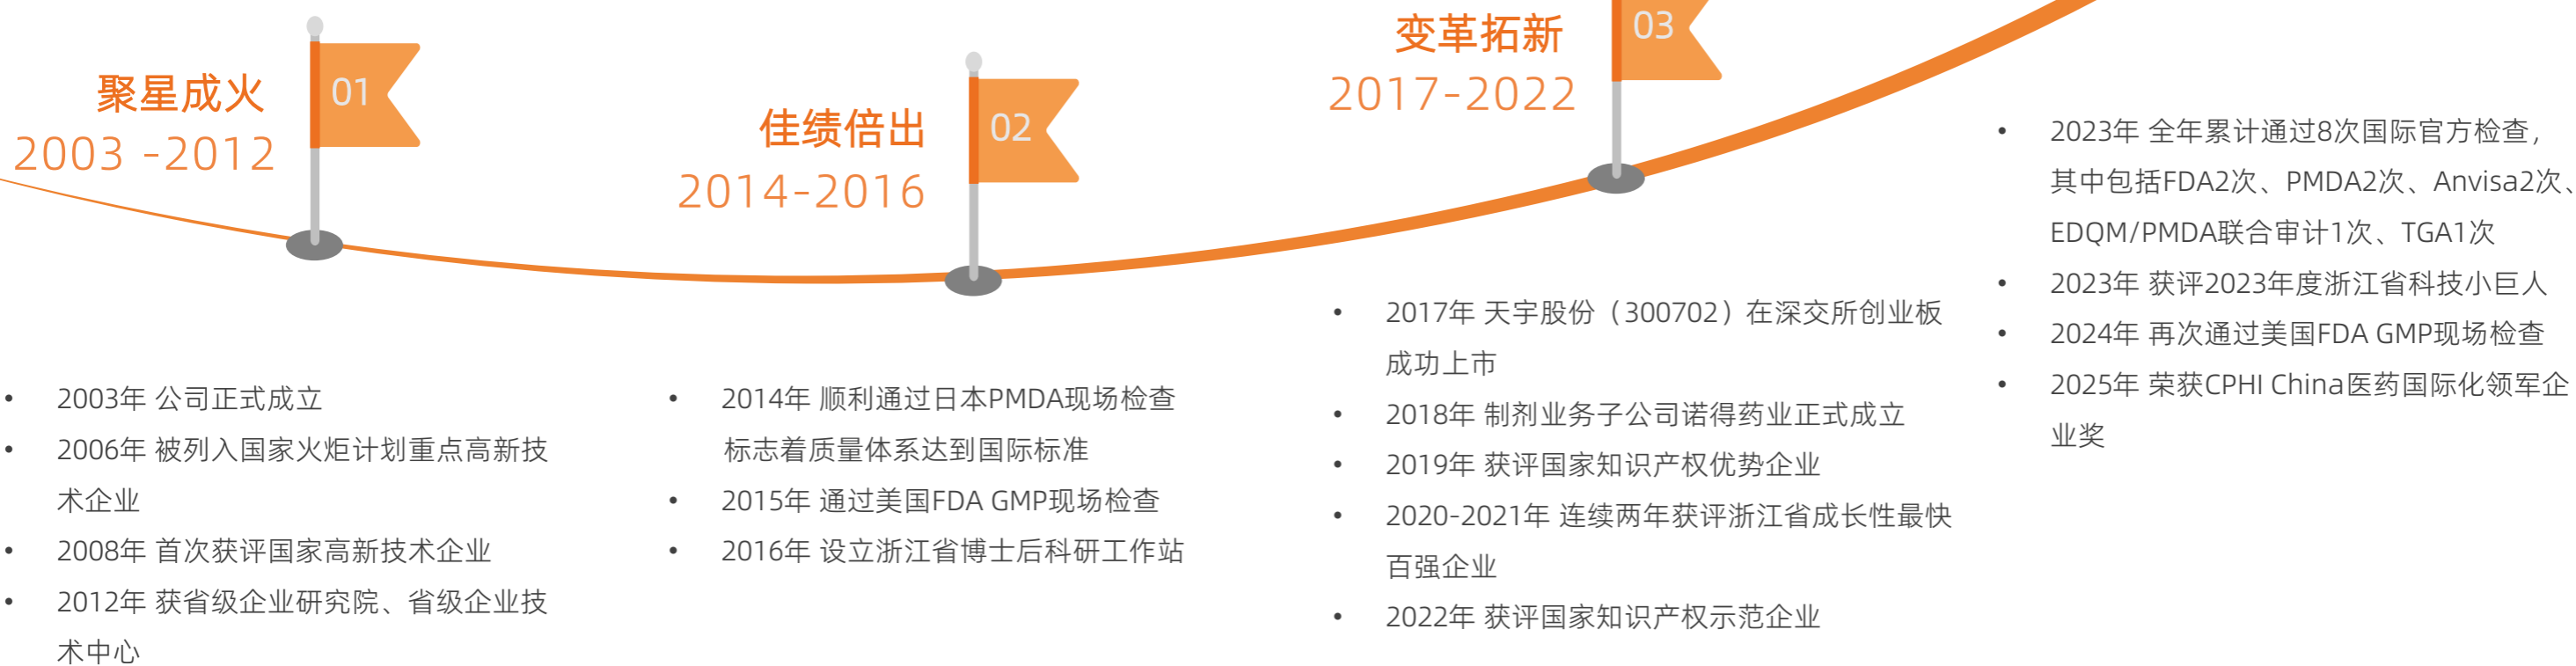 聚星成火
2003 -2012
01
• 2003年 公司正式成立
• 2006年 被列入国家火炬计划重点高新技
术企业
• 2008年 首次获评国家高新技术企业
• 2012年 获省级企业研究院、省级企业技
术中心
佳绩倍出
2014-2016
02
• 2014年 顺利通过日本PMDA现场检查
标志着质量体系达到国际标准
• 2015年 通过美国FDA GMP现场检查
• 2016年 设立浙江省博士后科研工作站
变革拓新
2017-2022
03
• 2017年 天宇股份（300702）在深交所创业板
成功上市
• 2018年 制剂业务子公司诺得药业正式成立
• 2019年 获评国家知识产权优势企业
• 2020-2021年 连续两年获评浙江省成长性最快
百强企业
• 2022年 获评国家知识产权示范企业
• 2023年 全年累计通过8次国际官方检查，
其中包括FDA2次、PMDA2次、Anvisa2次、
EDQM/PMDA联合审计1次、TGA1次
• 2023年 获评2023年度浙江省科技小巨人
• 2024年 再次通过美国FDA GMP现场检查
• 2025年 荣获CPHI China医药国际化领军企
业奖